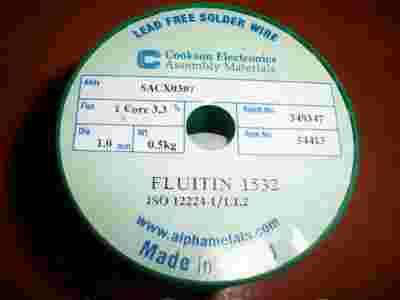 LEAD FREE SOLDER WIRE
Cookson Electronics
Assembly Materials
Alloy
SACX0307
Flux
1 Core 3.3 %
Batch No.
349347
Dia
1.0 mm
Wt
0.5kg
Item No.
54413
FLUITIN 1532
ISO 12224-1/1.1.2
www.alphametals.com
Made in